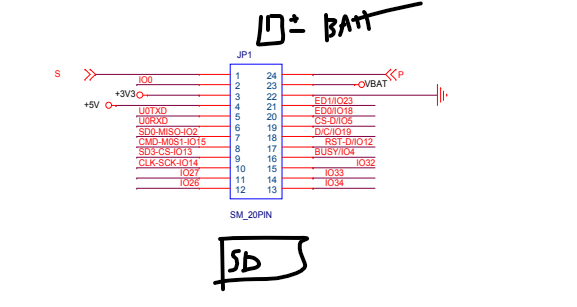 BAT
JP1
S 1 24 P
IO0 2 23 VBAT
+3V3 3 22
+5V 4 21 ED1/IO23
U0TXD 5 20 ED0/IO18
U0RXD 6 19 CS-D/IO5
SD0-MISO-IO2 7 18 D/C/IO19
CMD-M0S1-IO15 8 17 RST-D/IO12
SD3-CS-IO13 9 16 BUSY/IO4
CLK-SCK-IO14 10 15 IO32
IO27 11 14 IO33
IO26 12 13 IO34
SM_20PIN
SD